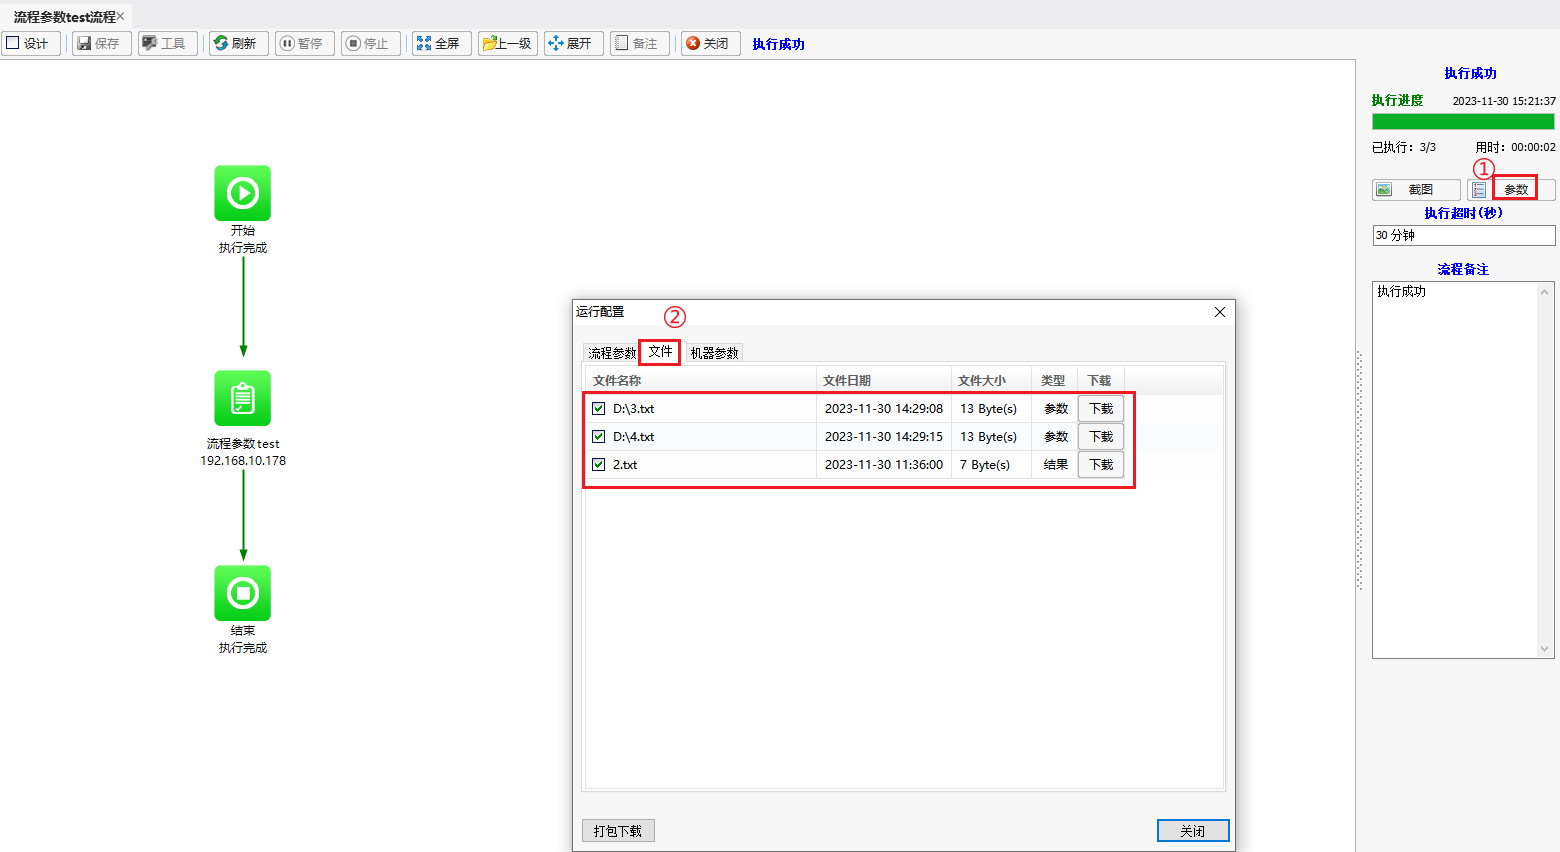 流程参数test流程×
设计 保存 工具 刷新 暂停 停止 全屏 上一级 展开 备注 关闭 执行成功
执行成功
执行进度 2023-11-30 15:21:37
已执行：3/3 用时：00:00:02
①
截图 参数
执行超时(秒)
30 分钟
流程备注
执行成功
开始
执行完成
流程参数test
192.168.10.178
结束
执行完成
运行配置
②
流程参数 文件 机器参数
文件名称 文件日期 文件大小 类型 下载
D:\3.txt 2023-11-30 14:29:08 13 Byte(s) 参数 下载
D:\4.txt 2023-11-30 14:29:15 13 Byte(s) 参数 下载
2.txt 2023-11-30 11:36:00 7 Byte(s) 结果 下载
打包下载 关闭